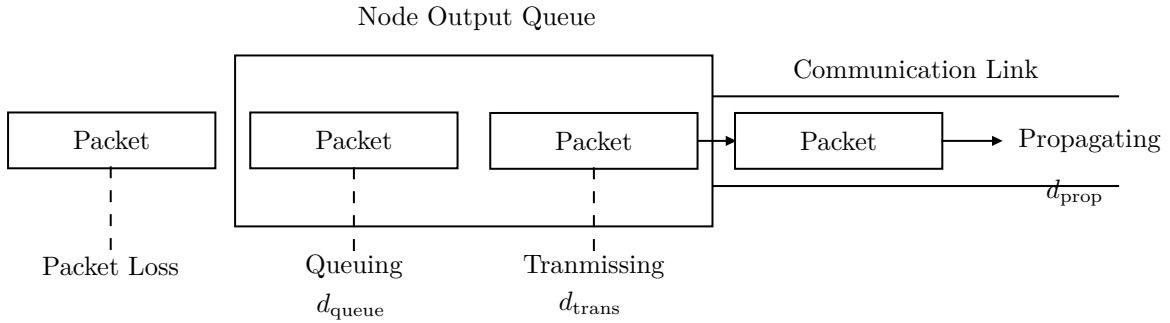 Node Output Queue
Communication Link
Packet
Packet
Packet
Packet
Propagating
d_prop
Packet Loss
Queuing
d_queue
Tranmissing
d_trans